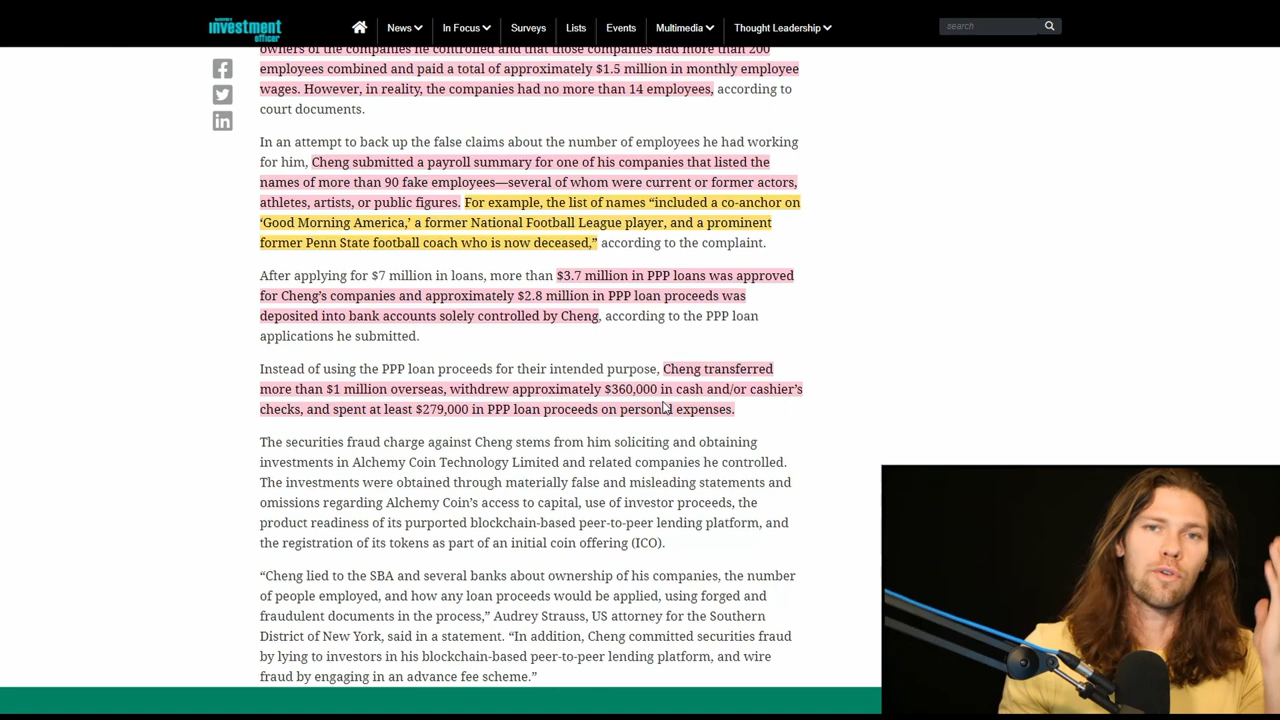 investment
officer
News
In Focus
Surveys
Lists
Events
Multimedia
Thought Leadership
search
owners of the companies he controlled and that those companies had more than 200
employees combined and paid a total of approximately $1.5 million in monthly employee
wages. However, in reality, the companies had no more than 14 employees, according to
court documents.
In an attempt to back up the false claims about the number of employees he had working
for him, Cheng submitted a payroll summary for one of his companies that listed the
names of more than 90 fake employees—several of whom were current or former actors,
athletes, artists, or public figures. For example, the list of names “included a co-anchor on
‘Good Morning America,’ a former National Football League player, and a prominent
former Penn State football coach who is now deceased,” according to the complaint.
After applying for $7 million in loans, more than $3.7 million in PPP loans was approved
for Cheng’s companies and approximately $2.8 million in PPP loan proceeds was
deposited into bank accounts solely controlled by Cheng, according to the PPP loan
applications he submitted.
Instead of using the PPP loan proceeds for their intended purpose, Cheng transferred
more than $1 million overseas, withdrew approximately $360,000 in cash and/or cashier’s
checks, and spent at least $279,000 in PPP loan proceeds on personal expenses.
The securities fraud charge against Cheng stems from him soliciting and obtaining
investments in Alchemy Coin Technology Limited and related companies he controlled.
The investments were obtained through materially false and misleading statements and
omissions regarding Alchemy Coin’s access to capital, use of investor proceeds, the
product readiness of its purported blockchain-based peer-to-peer lending platform, and
the registration of its tokens as part of an initial coin offering (ICO).
“Cheng lied to the SBA and several banks about ownership of his companies, the number
of people employed, and how any loan proceeds would be applied, using forged and
fraudulent documents in the process,” Audrey Strauss, US attorney for the Southern
District of New York, said in a statement. “In addition, Cheng committed securities fraud
by lying to investors in his blockchain-based peer-to-peer lending platform, and wire
fraud by engaging in an advance fee scheme.”